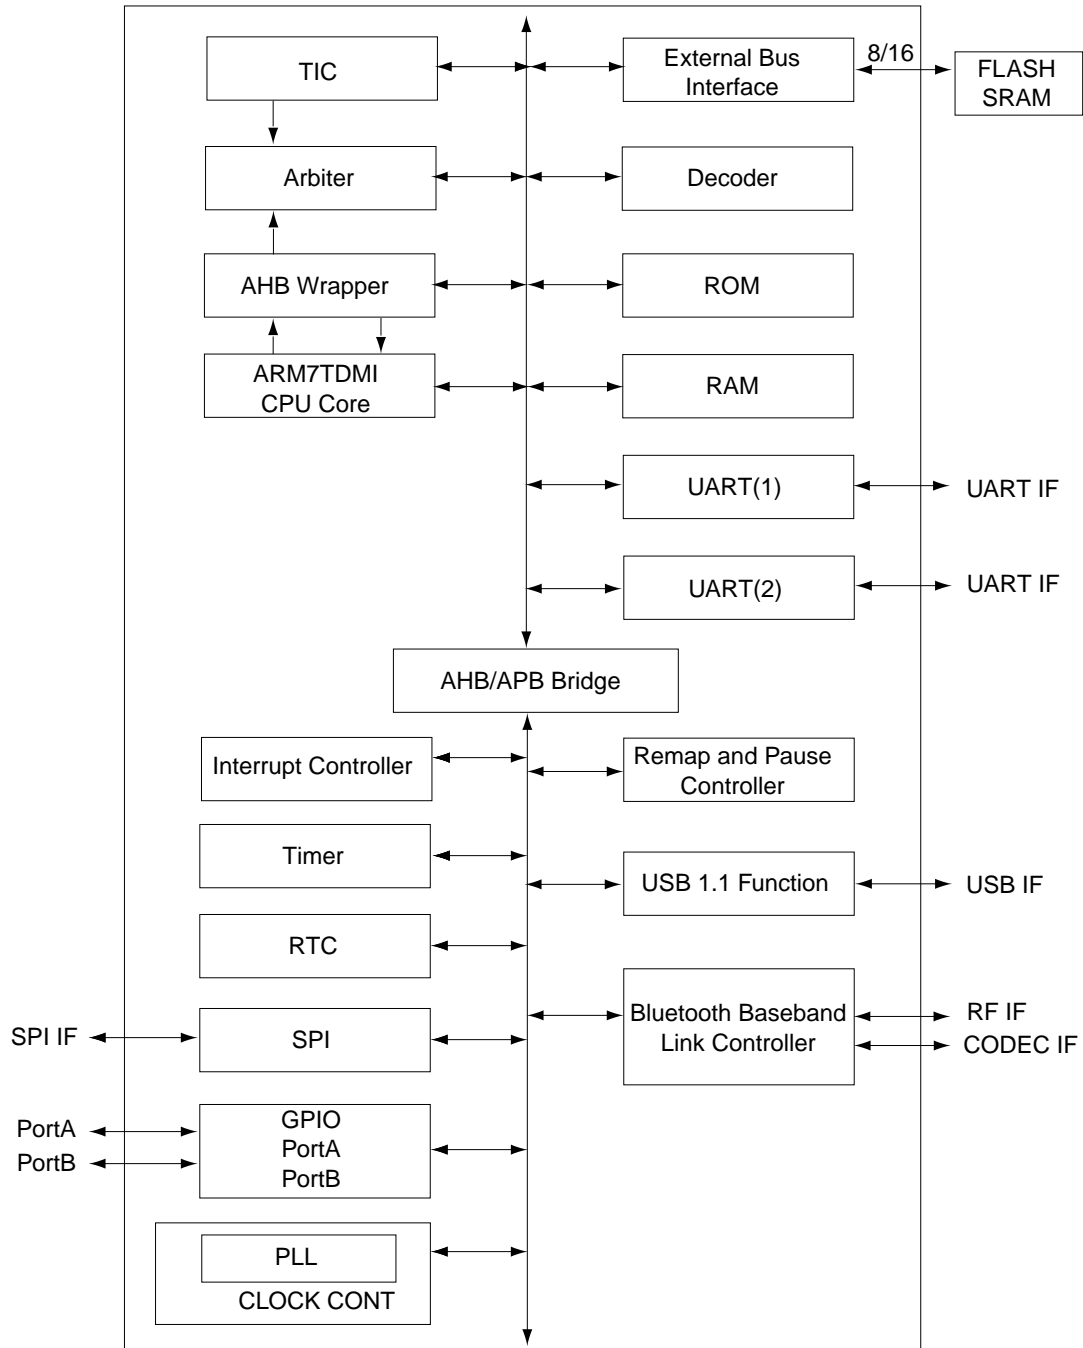 TIC
External Bus
Interface
8/16
FLASH
SRAM
Arbiter
Decoder
AHB Wrapper
ROM
ARM7TDMI
CPU Core
RAM
UART(1)
UART IF
UART(2)
UART IF
AHB/APB Bridge
Interrupt Controller
Remap and Pause
Controller
Timer
USB 1.1 Function
USB IF
RTC
SPI IF
SPI
Bluetooth Baseband
Link Controller
RF IF
CODEC IF
PortA
PortB
GPIO
PortA
PortB
PLL
CLOCK CONT